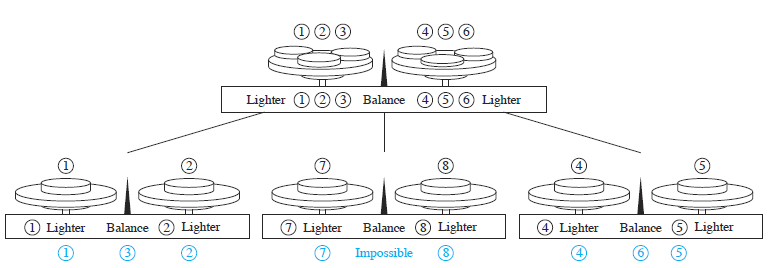 ① ② ③ ④ ⑤ ⑥
Lighter ① ② ③ Balance ④ ⑤ ⑥ Lighter
① ② ⑦ ⑧ ④ ⑤
① Lighter Balance ② Lighter ⑦ Lighter Balance ⑧ Lighter ④ Lighter Balance ⑤ Lighter
① ③ ② ⑦ Impossible ⑧ ④ ⑥ ⑤